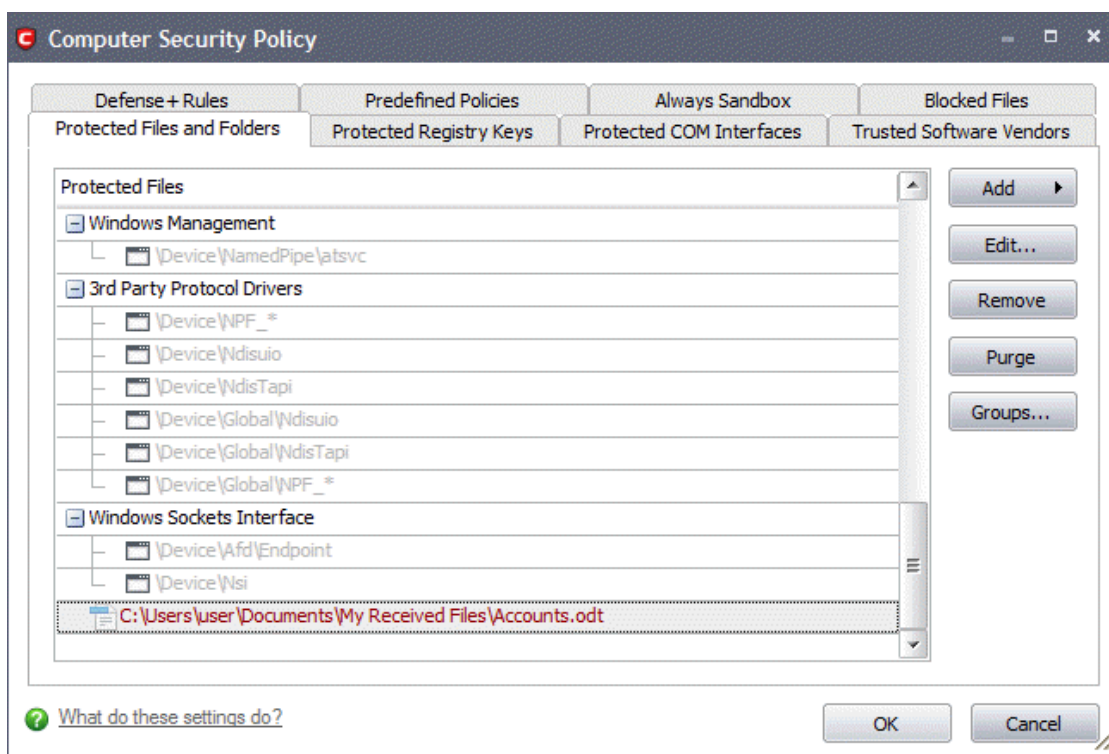 Computer Security Policy
Defense+ Rules
Predefined Policies
Always Sandbox
Blocked Files
Protected Files and Folders
Protected Registry Keys
Protected COM Interfaces
Trusted Software Vendors
Protected Files
Windows Management
\Device\NamedPipe\atsvc
3rd Party Protocol Drivers
\Device\NPF_*
\Device\Ndisuio
\Device\NdisTapi
\Device\Global\Ndisuio
\Device\Global\NdisTapi
\Device\Global\NPF_*
Windows Sockets Interface
\Device\Afd\Endpoint
\Device\Nsi
C:\Users\user\Documents\My Received Files\Accounts.odt
Add
Edit...
Remove
Purge
Groups...
What do these settings do?
OK
Cancel